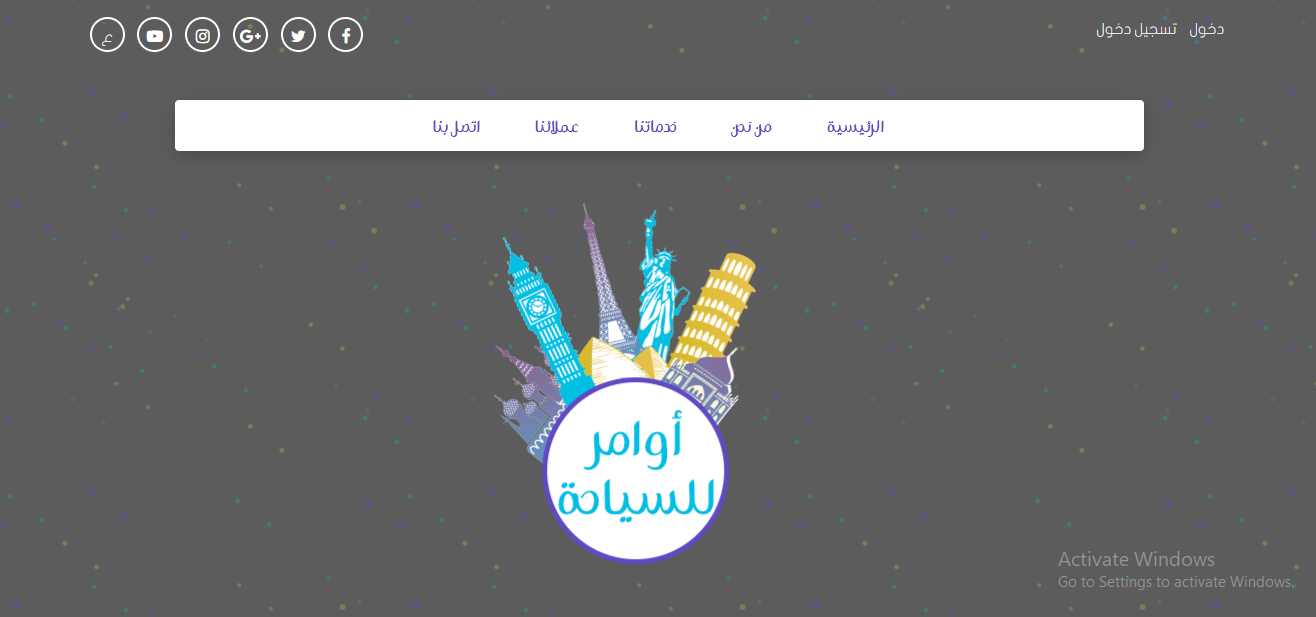 دخول تسجيل دخول
ع
الرئيسية من نحن خدماتنا عملائنا اتصل بنا
أوامر
للسياحة
Activate Windows
Go to Settings to activate Windows.